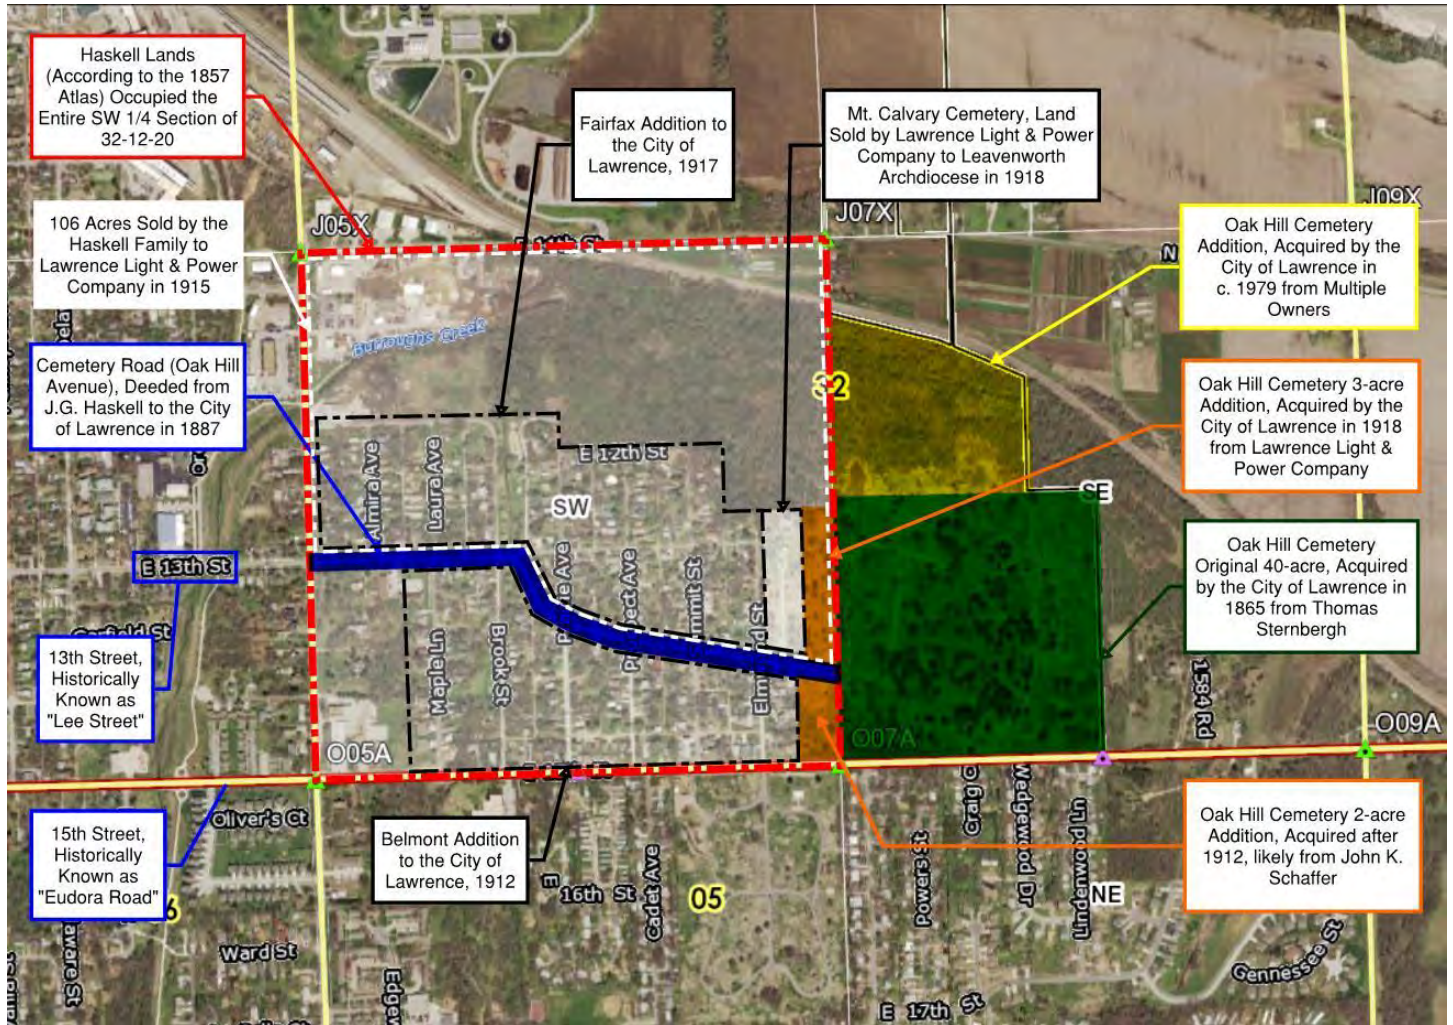 Haskell Lands
(According to the 1857
Atlas) Occupied the
Entire SW 1/4 Section of
32-12-20
106 Acres Sold by the
Haskell Family to
Lawrence Light & Power
Company in 1915
Cemetery Road (Oak Hill
Avenue), Deeded from
J.G. Haskell to the City
of Lawrence in 1887
E 13th St
13th Street,
Historically
Known as
"Lee Street"
15th Street,
Historically
Known as
"Eudora Road"
Fairfax Addition to
the City of
Lawrence, 1917
Mt. Calvary Cemetery, Land
Sold by Lawrence Light & Power
Company to Leavenworth
Archdiocese in 1918
Oak Hill Cemetery
Addition, Acquired by the
City of Lawrence in
c. 1979 from Multiple
Owners
Oak Hill Cemetery 3-acre
Addition, Acquired by the
City of Lawrence in 1918
from Lawrence Light &
Power Company
Oak Hill Cemetery
Original 40-acre, Acquired
by the City of Lawrence in
1865 from Thomas
Sternbergh
Oak Hill Cemetery 2-acre
Addition, Acquired after
1912, likely from John K.
Schaffer
Belmont Addition
to the City of
Lawrence, 1912
J05X
J07X
J09X
N
Burroughs Creek
32
E 12th St
Almira Ave
Laura Ave
SW
SE
Maple Ln
Brook St
Ave
Ave
St
St
O05A
O07A
O09A
1584 Rd
Oliver's Ct
E 16th St
Cadet Ave
05
Powers St
Craig
Wedgewood Dr
Lindenwood Ln
NE
Ward St
Gennessee St
E 17th St